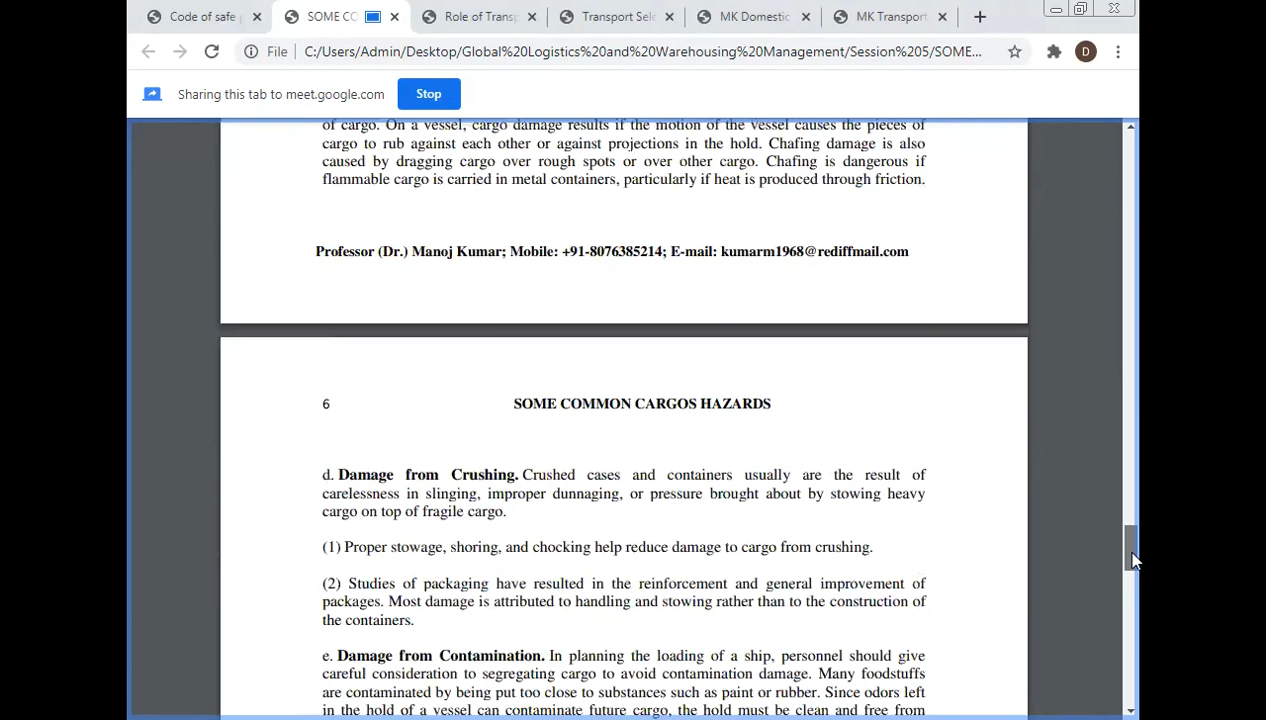 Code of safe
SOME CO
Role of Transp
Transport Sele
MK Domestic
MK Transport
File
C:/Users/Admin/Desktop/Global%20Logistics%20and%20Warehousing%20Management/Session%205/SOME...
D
Sharing this tab to meet.google.com
Stop
of cargo. On a vessel, cargo damage results if the motion of the vessel causes the pieces of
cargo to rub against each other or against projections in the hold. Chafing damage is also
caused by dragging cargo over rough spots or over other cargo. Chafing is dangerous if
flammable cargo is carried in metal containers, particularly if heat is produced through friction.
Professor (Dr.) Manoj Kumar; Mobile: +91-8076385214; E-mail: kumarm1968@rediffmail.com
6
SOME COMMON CARGOS HAZARDS
d. Damage from Crushing. Crushed cases and containers usually are the result of
carelessness in slinging, improper dunnaging, or pressure brought about by stowing heavy
cargo on top of fragile cargo.
(1) Proper stowage, shoring, and chocking help reduce damage to cargo from crushing.
(2) Studies of packaging have resulted in the reinforcement and general improvement of
packages. Most damage is attributed to handling and stowing rather than to the construction of
the containers.
e. Damage from Contamination. In planning the loading of a ship, personnel should give
careful consideration to segregating cargo to avoid contamination damage. Many foodstuffs
are contaminated by being put too close to substances such as paint or rubber. Since odors left
in the hold of a vessel can contaminate future cargo, the hold must be clean and free from